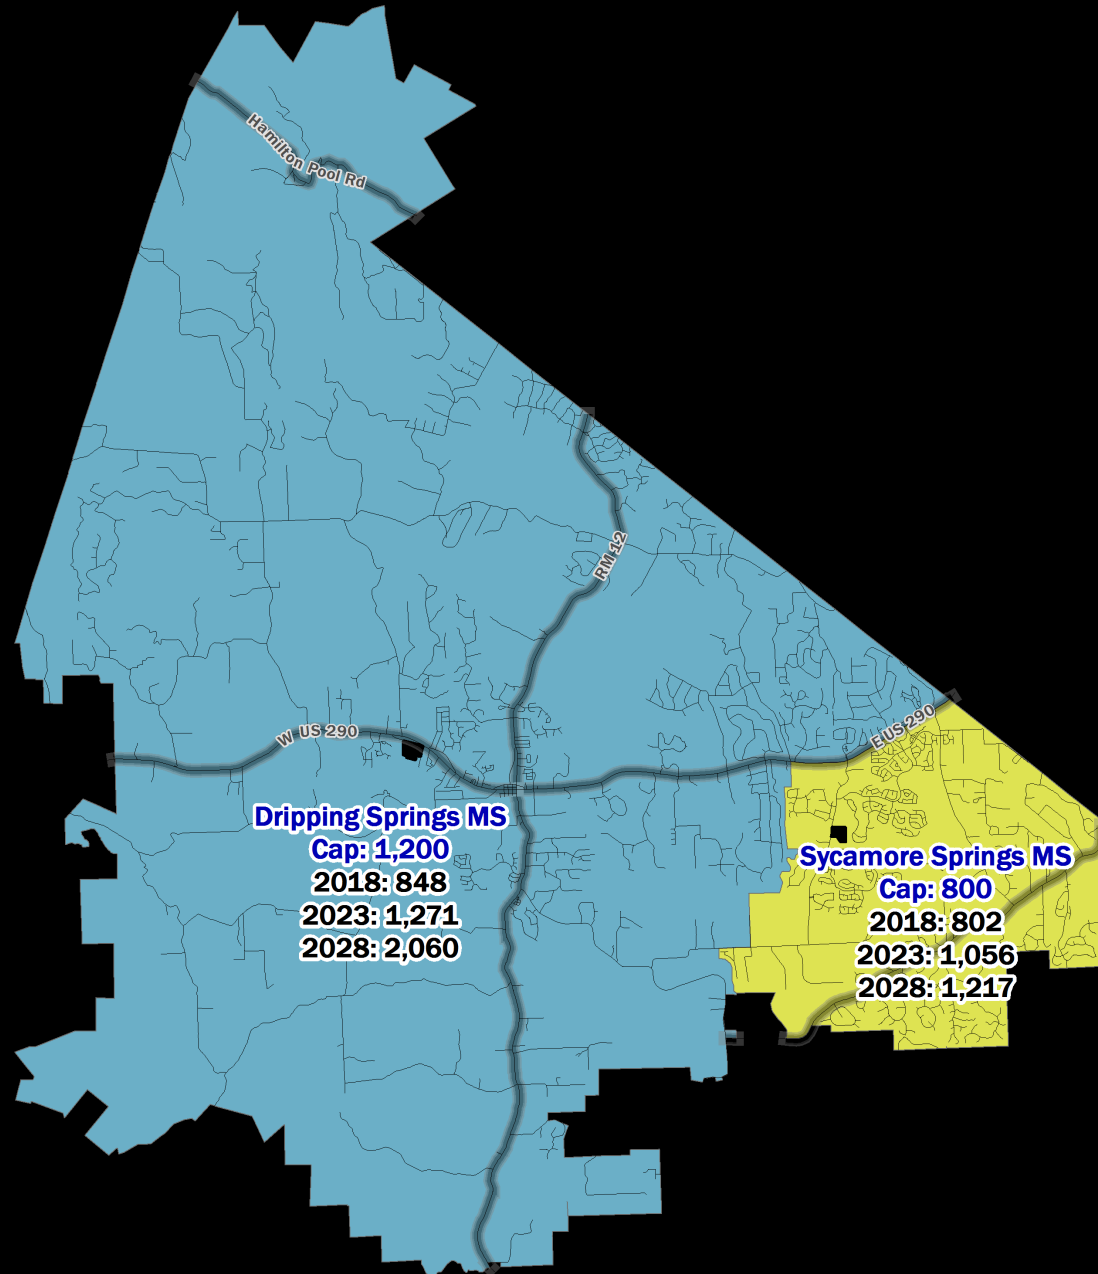 Hamilton Pool Rd
RM 12
W US 290
E US 290
Dripping Springs MS
Cap: 1,200
2018: 848
2023: 1,271
2028: 2,060
Sycamore Springs MS
Cap: 800
2018: 802
2023: 1,056
2028: 1,217